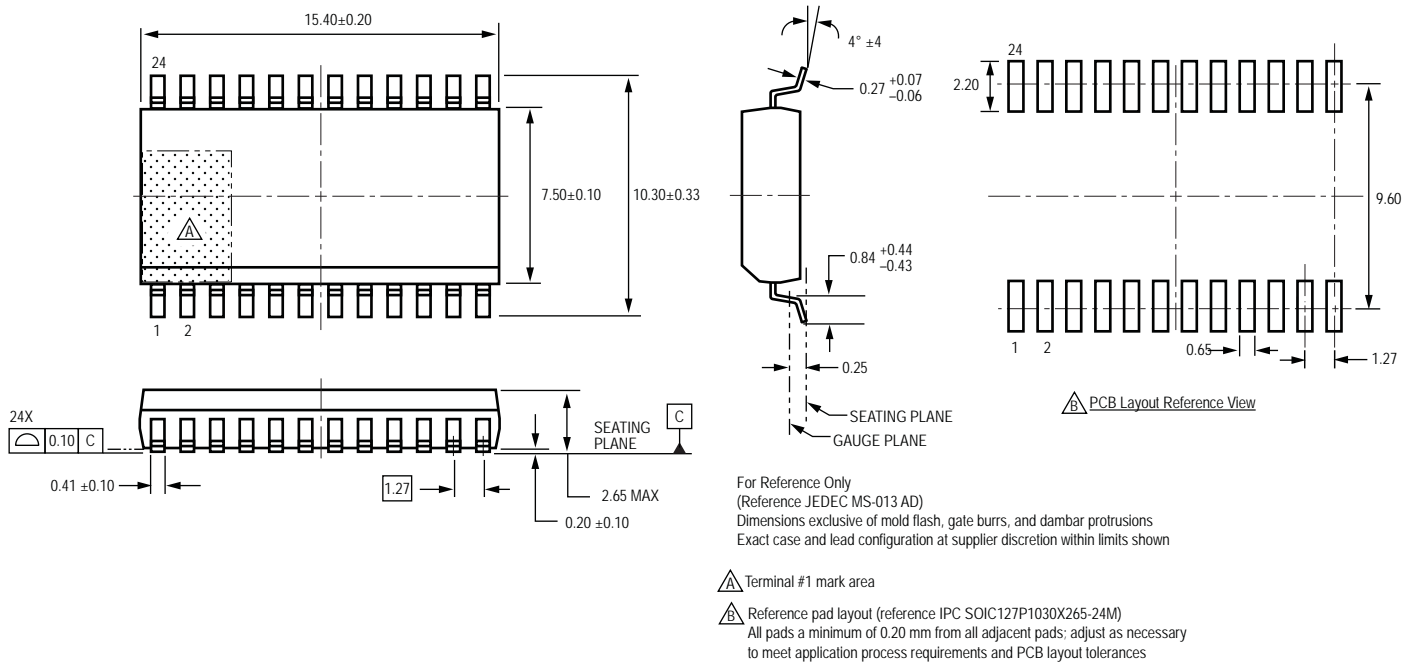 15.40±0.20
24
7.50±0.10
10.30±0.33
A
1 2
4° ±4
0.27 +0.07 –0.06
0.84 +0.44 –0.43
0.25
SEATING PLANE
GAUGE PLANE
24
2.20
9.60
1 2
0.65
1.27
B PCB Layout Reference View
24X
0.10 C
0.41 ±0.10
1.27
SEATING
PLANE
C
2.65 MAX
0.20 ±0.10
For Reference Only
(Reference JEDEC MS-013 AD)
Dimensions exclusive of mold flash, gate burrs, and dambar protrusions
Exact case and lead configuration at supplier discretion within limits shown
A Terminal #1 mark area
B Reference pad layout (reference IPC SOIC127P1030X265-24M)
All pads a minimum of 0.20 mm from all adjacent pads; adjust as necessary
to meet application process requirements and PCB layout tolerances